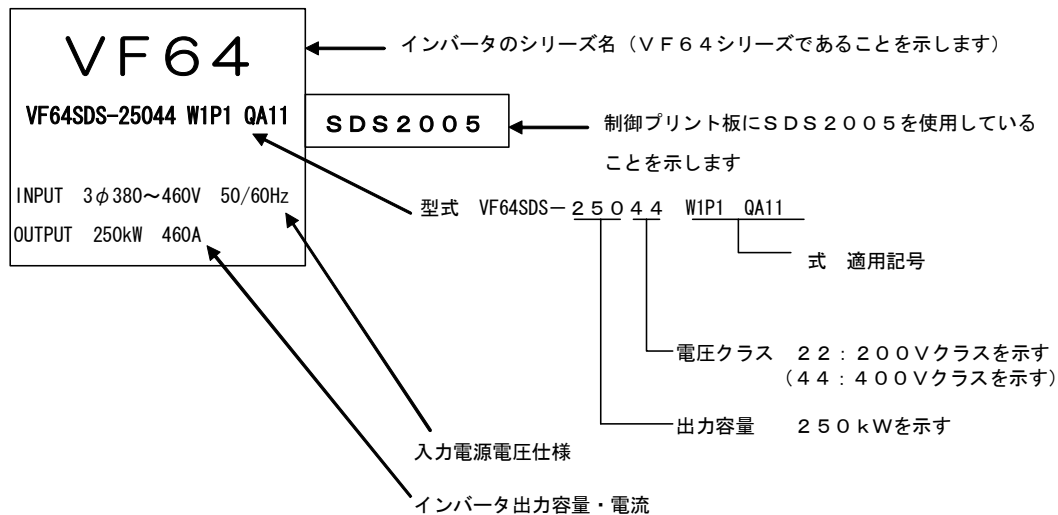 VF64
インバータのシリーズ名（ＶＦ６４シリーズであることを示します）
VF64SDS-25044 W1P1 QA11
ＳＤＳ２００５
制御プリント板にＳＤＳ２００５を使用している
ことを示します
INPUT 3φ380～460V 50/60Hz
OUTPUT 250kW 460A
型式 VF64SDS－２５０４４ W1P1 QA11
式 適用記号
電圧クラス ２２：２００Ｖクラスを示す
（４４：４００Ｖクラスを示す）
出力容量 ２５０ｋＷを示す
入力電源電圧仕様
インバータ出力容量・電流